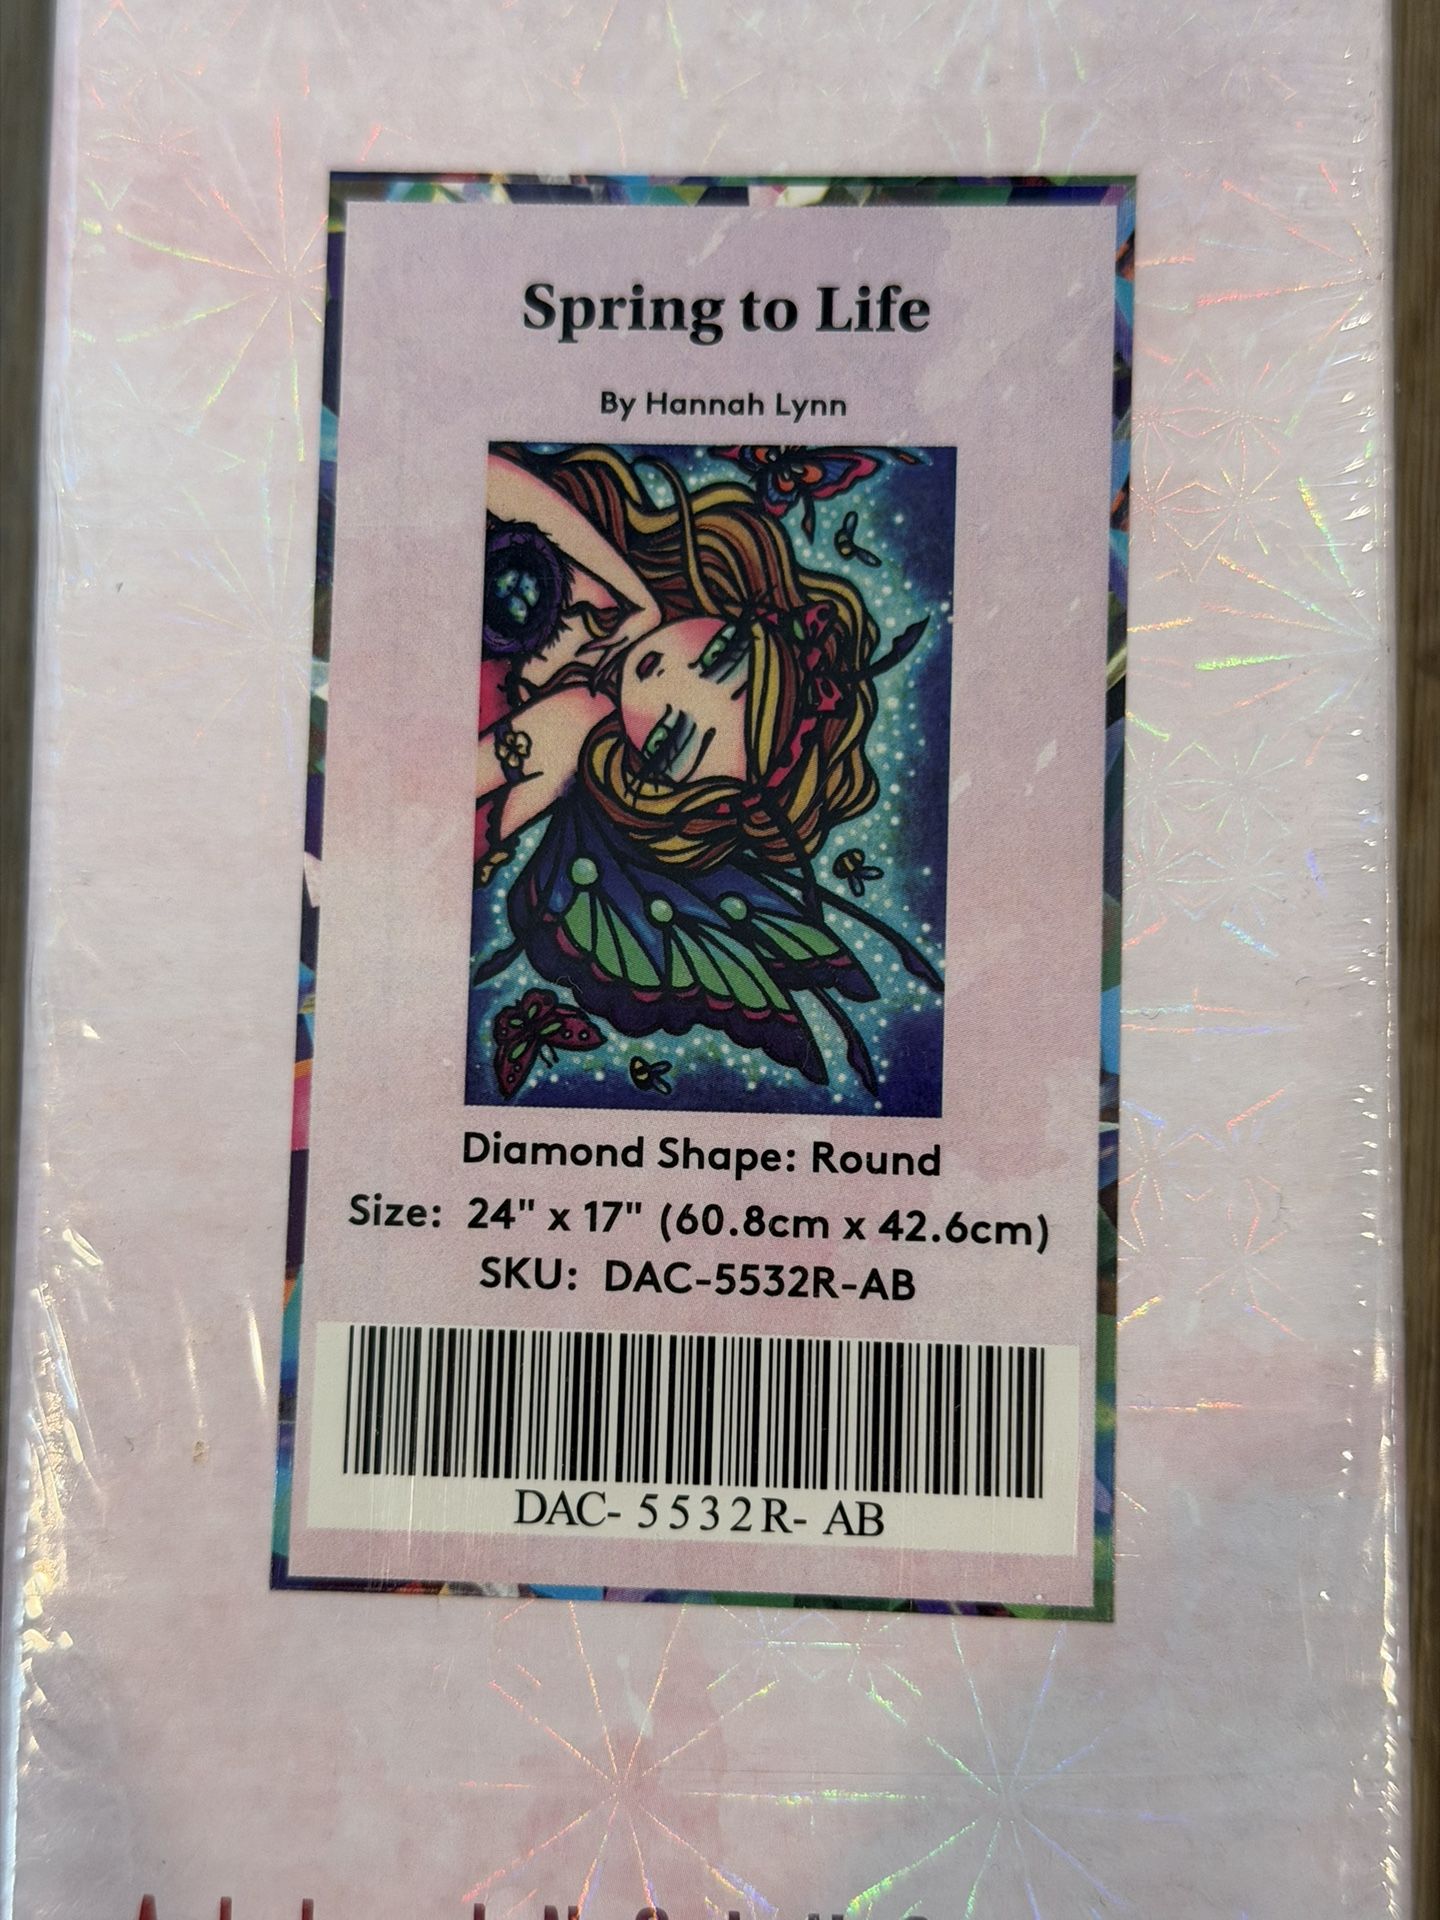 Spring to Life
By Hannah Lynn
Diamond Shape: Round
Size: 24" x 17" (60.8cm x 42.6cm)
SKU: DAC-5532R-AB
DAC- 5532R- AB